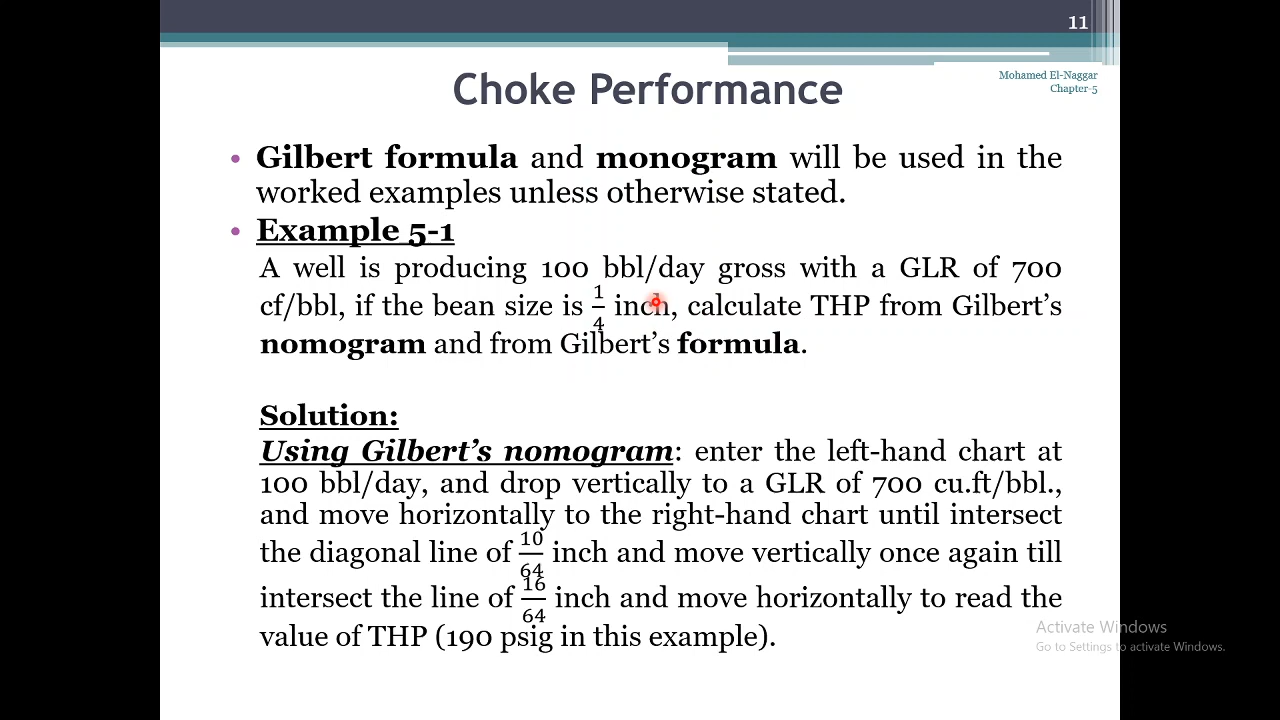 11
Mohamed El-Naggar
Chapter-5
Choke Performance
• Gilbert formula and monogram will be used in the
worked examples unless otherwise stated.
• Example 5-1
A well is producing 100 bbl/day gross with a GLR of 700
cf/bbl, if the bean size is 1/4 inch, calculate THP from Gilbert’s
nomogram and from Gilbert’s formula.
Solution:
Using Gilbert’s nomogram: enter the left-hand chart at
100 bbl/day, and drop vertically to a GLR of 700 cu.ft/bbl.,
and move horizontally to the right-hand chart until intersect
the diagonal line of 10/64 inch and move vertically once again till
intersect the line of 16/64 inch and move horizontally to read the
value of THP (190 psig in this example).
Activate Windows
Go to Settings to activate Windows.